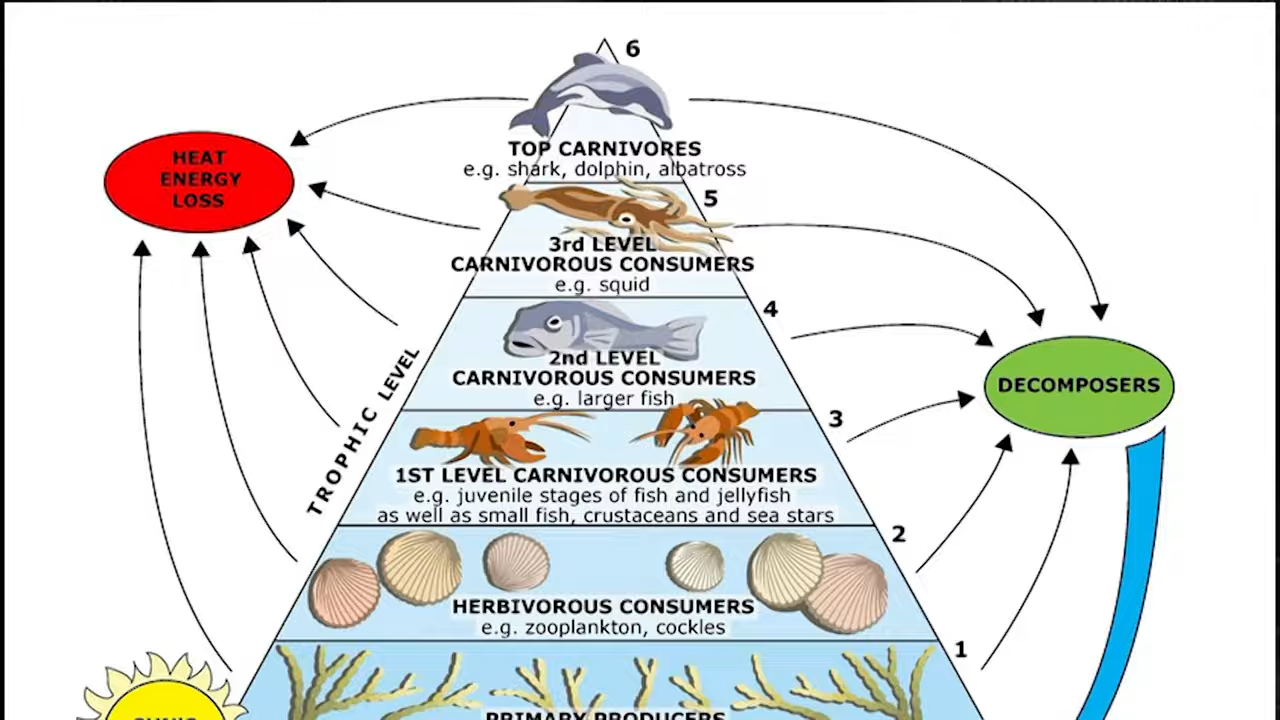 6
HEAT
ENERGY
LOSS
TOP CARNIVORES
e.g. shark, dolphin, albatross
5
3rd LEVEL
CARNIVOROUS CONSUMERS
e.g. squid
4
2nd LEVEL
CARNIVOROUS CONSUMERS
e.g. larger fish
DECOMPOSERS
TROPHIC LEVEL
3
1ST LEVEL CARNIVOROUS CONSUMERS
e.g. juvenile stages of fish and jellyfish
as well as small fish, crustaceans and sea stars
2
HERBIVOROUS CONSUMERS
e.g. zooplankton, cockles
1
PRIMARY PRODUCERS